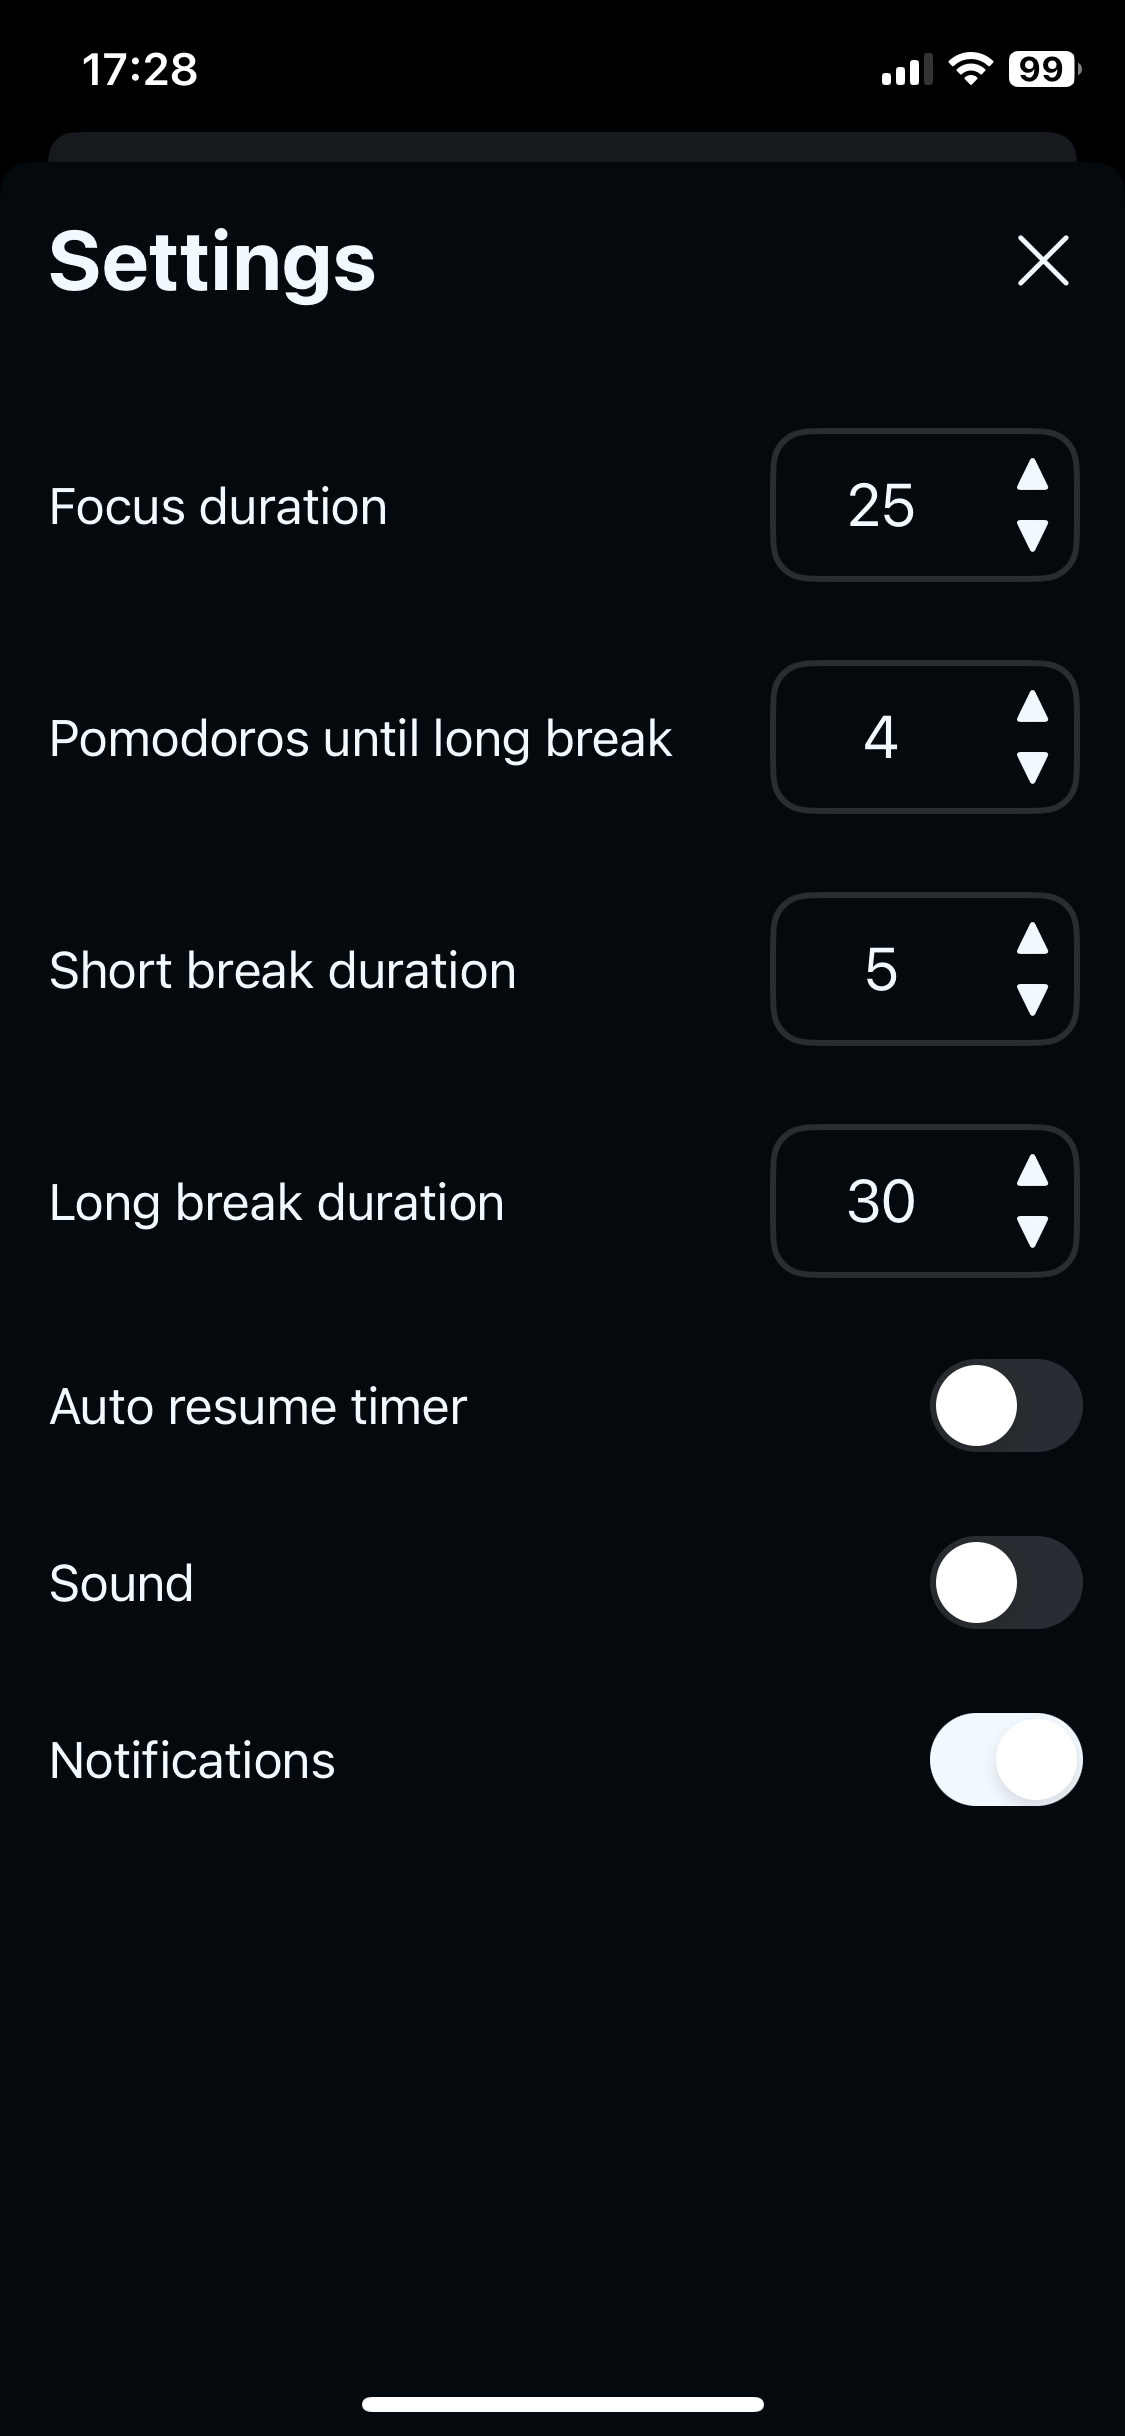 17:28
99
Settings
Focus duration 25
Pomodoros until long break 4
Short break duration 5
Long break duration 30
Auto resume timer
Sound
Notifications